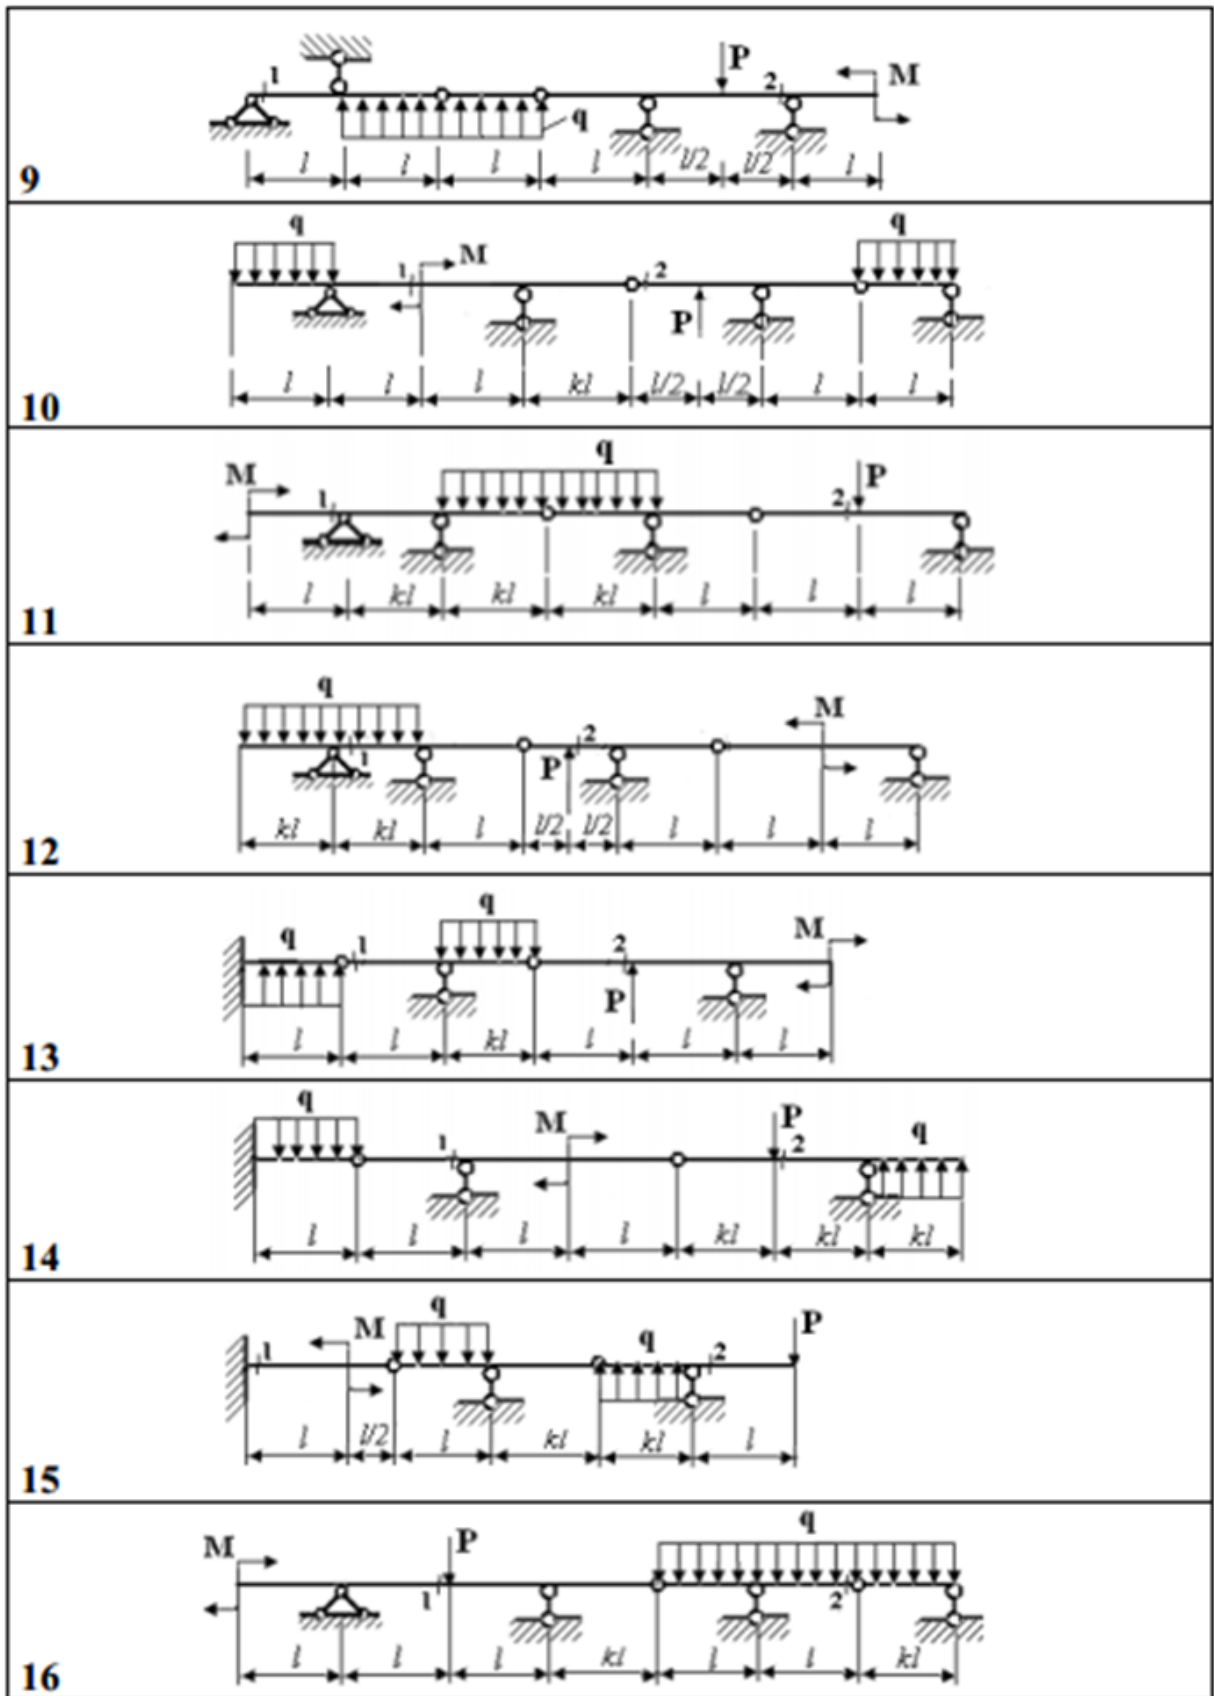 1 P 2 M
q
9 l l l l l/2 l/2 l
q q
1 M 2
P
10 l l l kl l/2 l/2 l l
M q P
1 2
11 l kl kl kl l l l
q M
1 P 2
12 kl kl l l/2 l/2 l l l
q q M
1 2
P
13 l l kl l l l
q M P q
1 2
14 l l l l kl kl kl
M q q P
1 2
15 l l/2 l kl kl l
M P q
1 2
16 l l l kl l l kl